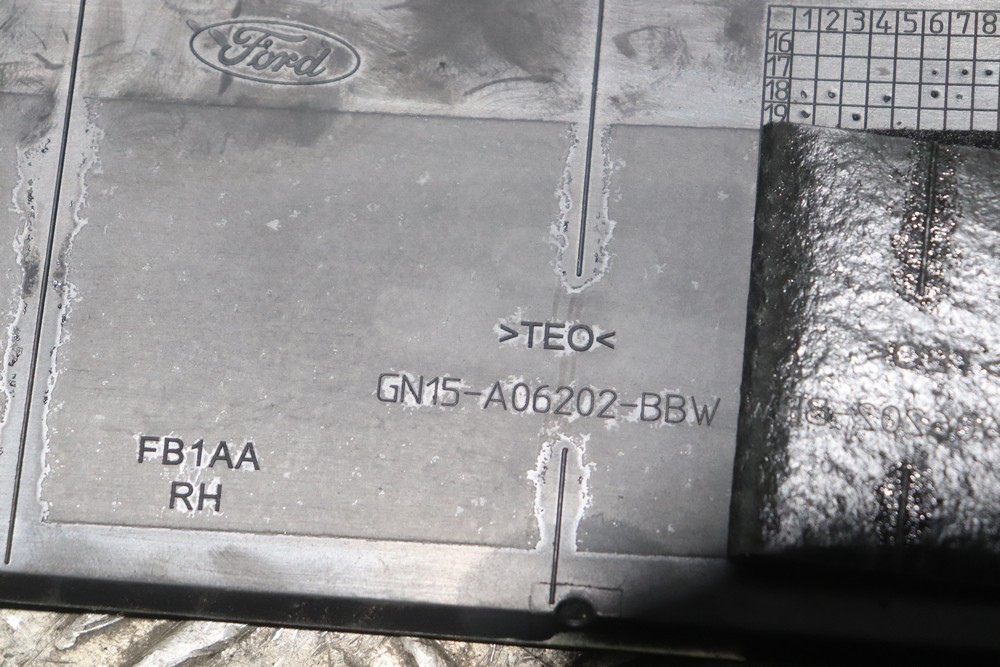 Ford
1 2 3 4 5 6 7 8
16
17
18
19
>TEO<
GN15-A06202-BBW
FB1AA
RH